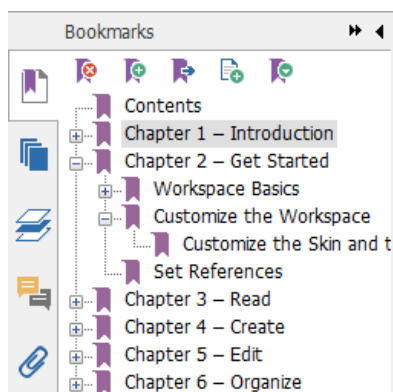 Bookmarks
Contents
Chapter 1 – Introduction
Chapter 2 – Get Started
Workspace Basics
Customize the Workspace
Customize the Skin and t
Set References
Chapter 3 – Read
Chapter 4 – Create
Chapter 5 – Edit
Chapter 6 – Organize